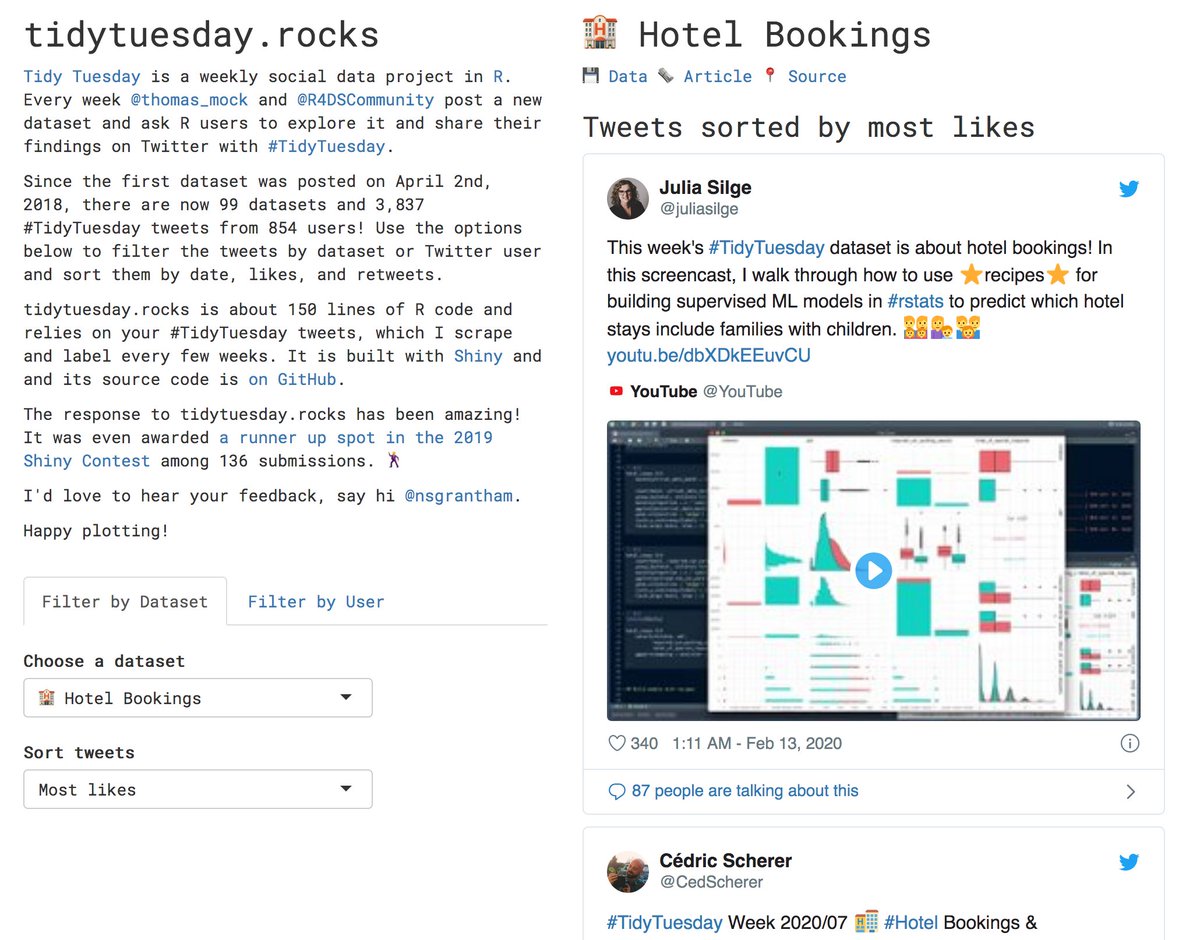 tidytuesday.rocks
Tidy Tuesday is a weekly social data project in R.
Every week @thomas_mock and @R4DSCommunity post a new
dataset and ask R users to explore it and share their
findings on Twitter with #TidyTuesday.
Since the first dataset was posted on April 2nd,
2018, there are now 99 datasets and 3,837
#TidyTuesday tweets from 854 users! Use the options
below to filter the tweets by dataset or Twitter user
and sort them by date, likes, and retweets.
tidytuesday.rocks is about 150 lines of R code and
relies on your #TidyTuesday tweets, which I scrape
and label every few weeks. It is built with Shiny and
and its source code is on GitHub.
The response to tidytuesday.rocks has been amazing!
It was even awarded a runner up spot in the 2019
Shiny Contest among 136 submissions. 🕺
I'd love to hear your feedback, say hi @nsgrantham.
Happy plotting!
Filter by Dataset
Filter by User
Choose a dataset
🏨 Hotel Bookings
Sort tweets
Most likes
🏨 Hotel Bookings
💾 Data 🗞 Article 📍 Source
Tweets sorted by most likes
Julia Silge
@juliasilge
This week's #TidyTuesday dataset is about hotel bookings! In
this screencast, I walk through how to use ⭐recipes⭐ for
building supervised ML models in #rstats to predict which hotel
stays include families with children. 👨‍👩‍👧‍👦👩‍👦👨‍👨‍👧
youtu.be/dbXDkEEuvCU
YouTube @YouTube
340 1:11 AM - Feb 13, 2020
87 people are talking about this
Cédric Scherer
@CedScherer
#TidyTuesday Week 2020/07 🏨 #Hotel Bookings &